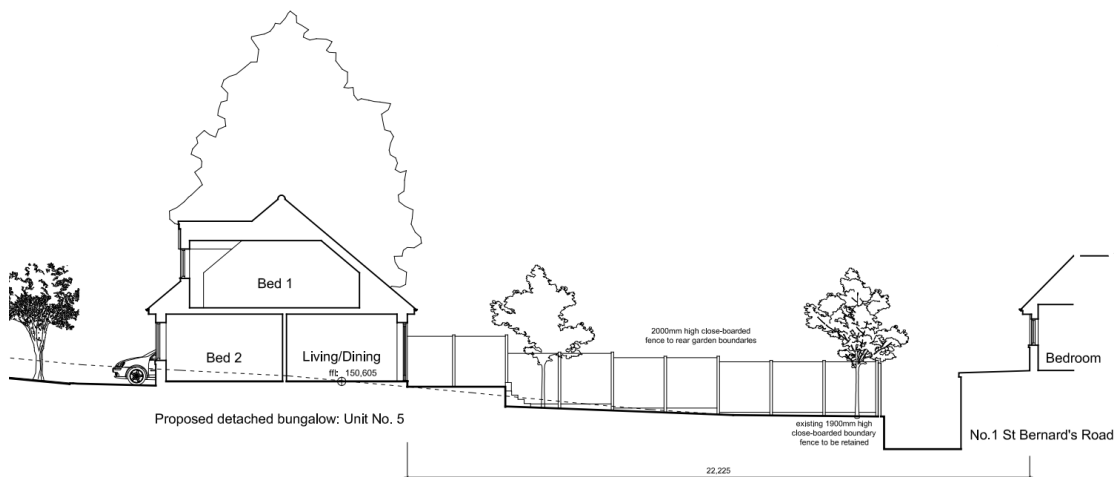 Bed 1
2000mm high close-boarded
fence to rear garden boundaries
Bed 2
Living/Dining
ffl: 150,605
Bedroom
Proposed detached bungalow: Unit No. 5
existing 1900mm high
close-boarded boundary
fence to be retained
No.1 St Bernard's Road
22,225